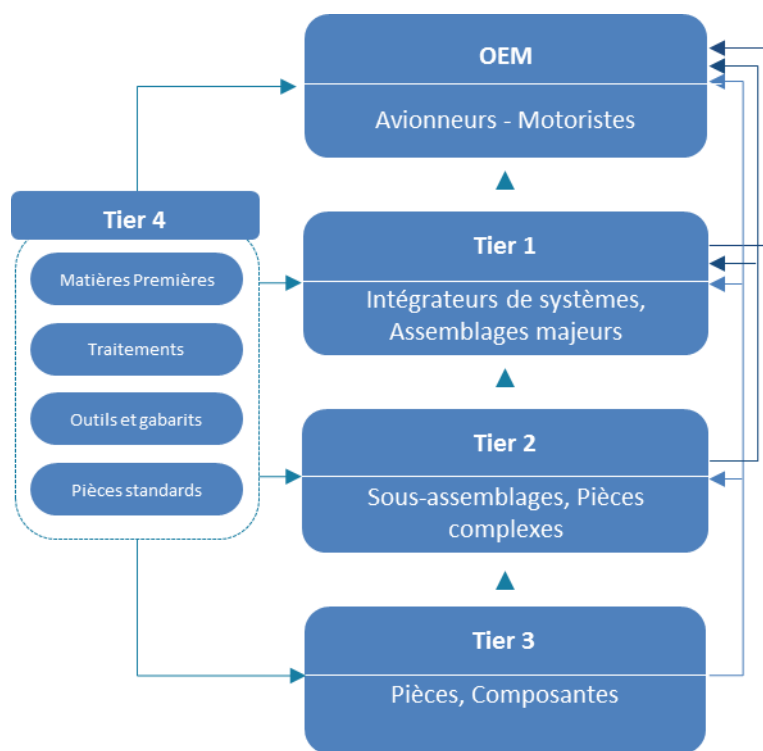 OEM
Avionneurs - Motoristes
Tier 4
Matières Premières
Traitements
Outils et gabarits
Pièces standards
Tier 1
Intégrateurs de systèmes,
Assemblages majeurs
Tier 2
Sous-assemblages, Pièces
complexes
Tier 3
Pièces, Composantes